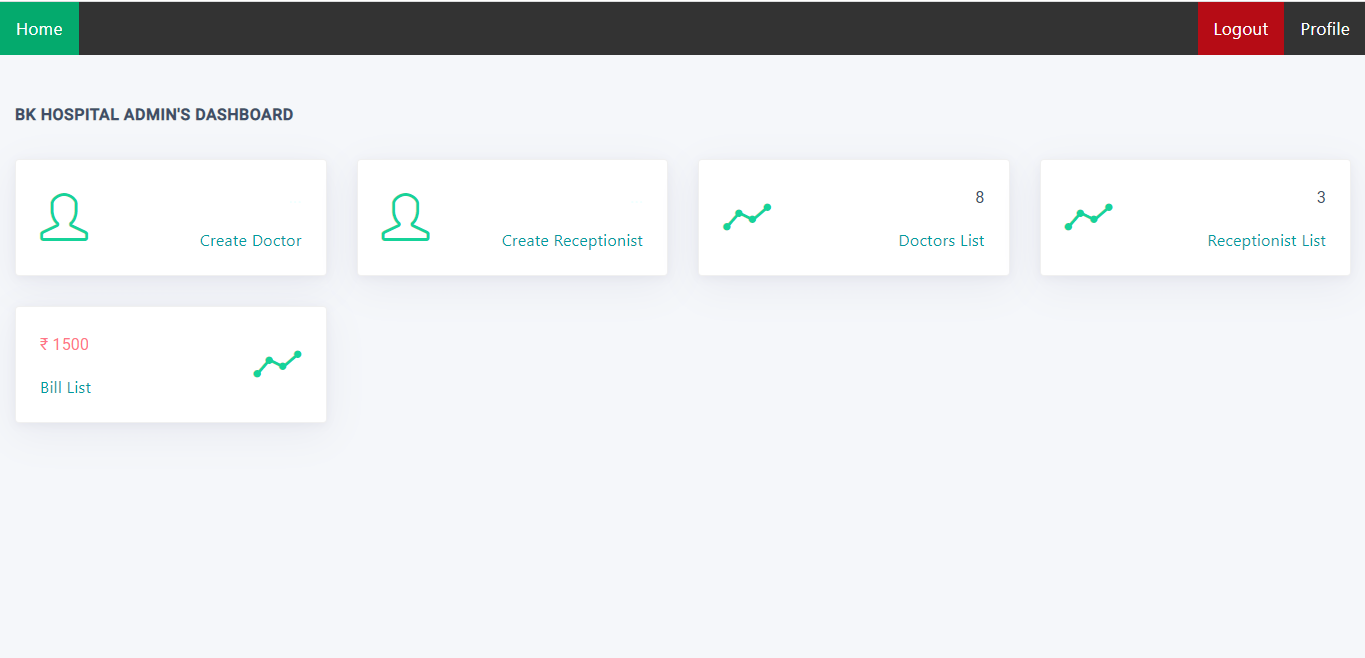 Home
Logout
Profile
BK HOSPITAL ADMIN'S DASHBOARD
Create Doctor
Create Receptionist
8
Doctors List
3
Receptionist List
₹ 1500
Bill List